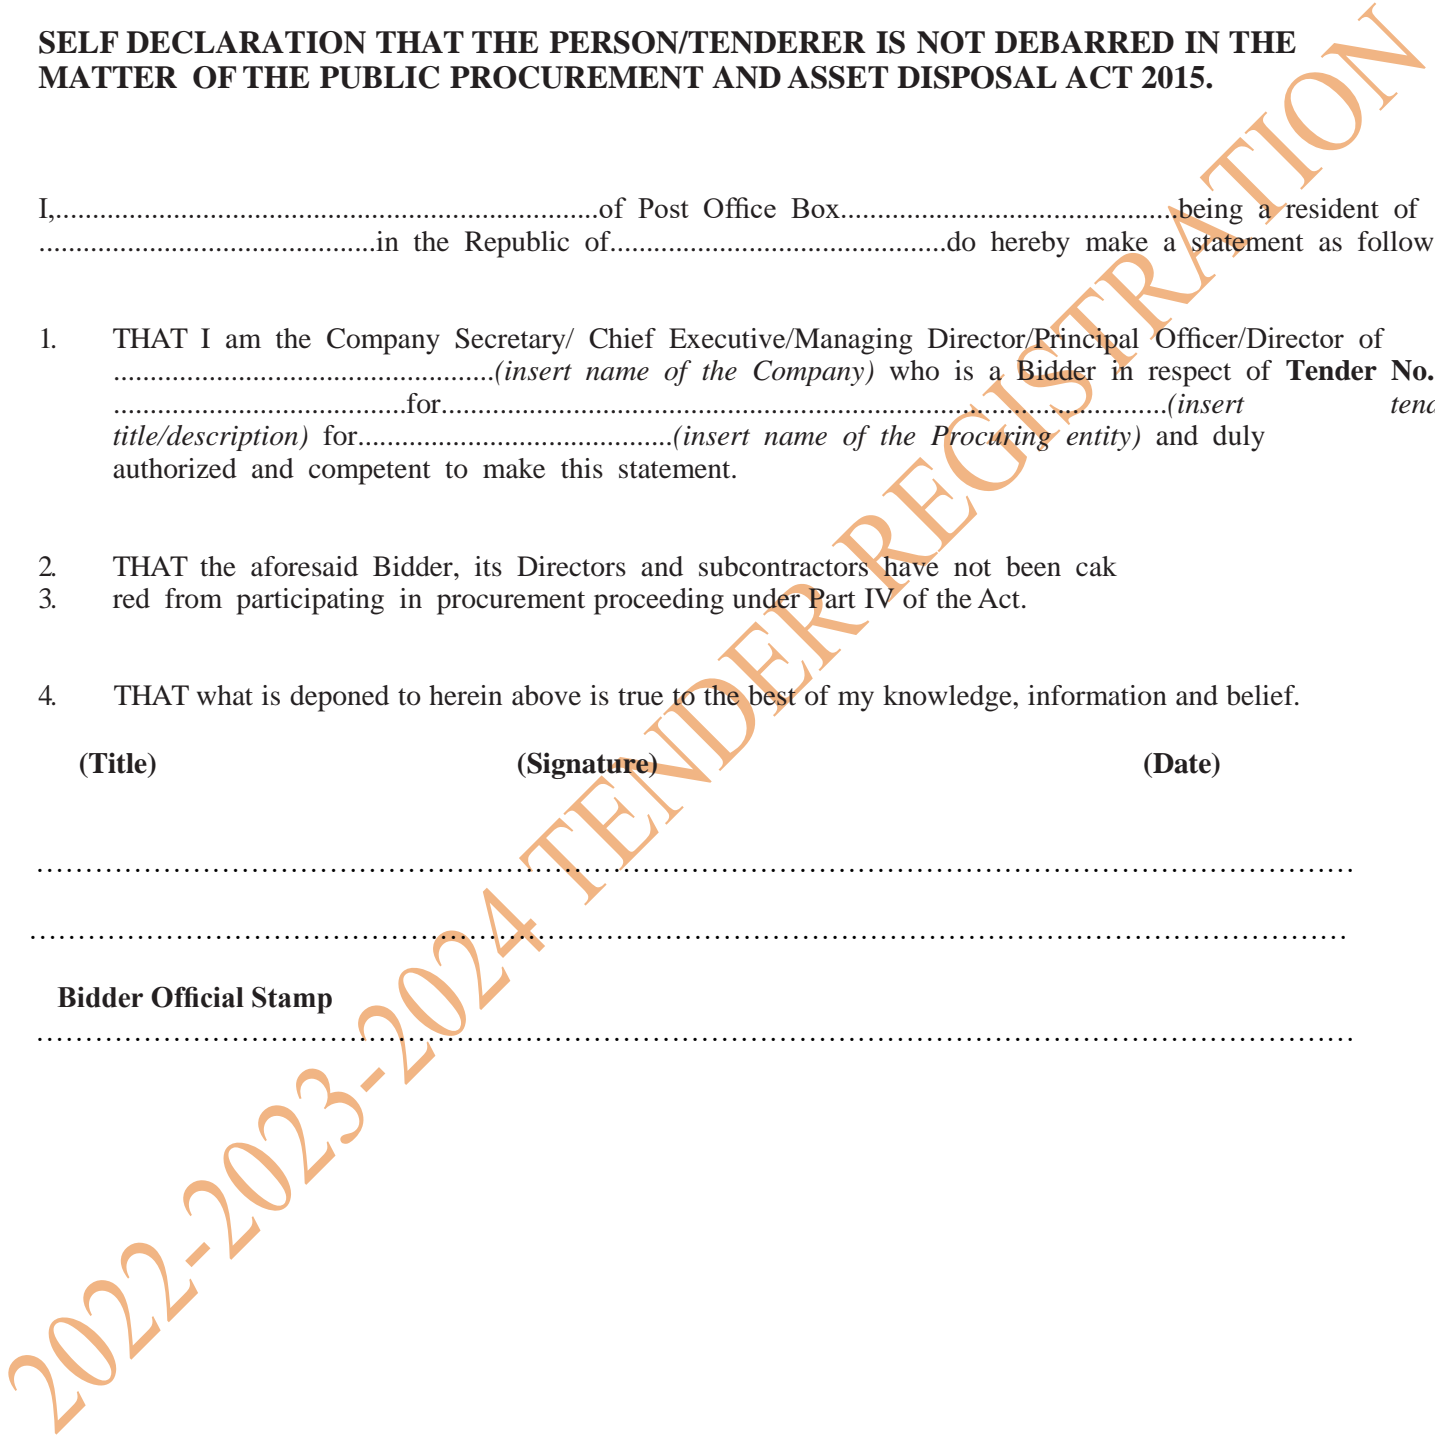 SELF DECLARATION THAT THE PERSON/TENDERER IS NOT DEBARRED IN THE
MATTER OF THE PUBLIC PROCUREMENT AND ASSET DISPOSAL ACT 2015.
I,..........................................................................of Post Office Box..............................................being a resident of
..............................................in the Republic of..............................................do hereby make a statement as follow
1. THAT I am the Company Secretary/ Chief Executive/Managing Director/Principal Officer/Director of
....................................................(insert name of the Company) who is a Bidder in respect of Tender No.
........................................for...................................................................................................(insert tend
title/description) for...........................................(insert name of the Procuring entity) and duly
authorized and competent to make this statement.
2. THAT the aforesaid Bidder, its Directors and subcontractors have not been cak
3. red from participating in procurement proceeding under Part IV of the Act.
4. THAT what is deponed to herein above is true to the best of my knowledge, information and belief.
(Title) (Signature) (Date)
……………………………………………………………………………………………………………………
……………………………………………………………………………………………………………………
Bidder Official Stamp
……………………………………………………………………………………………………………………
2022-2023-2024 TENDER REGISTRATION